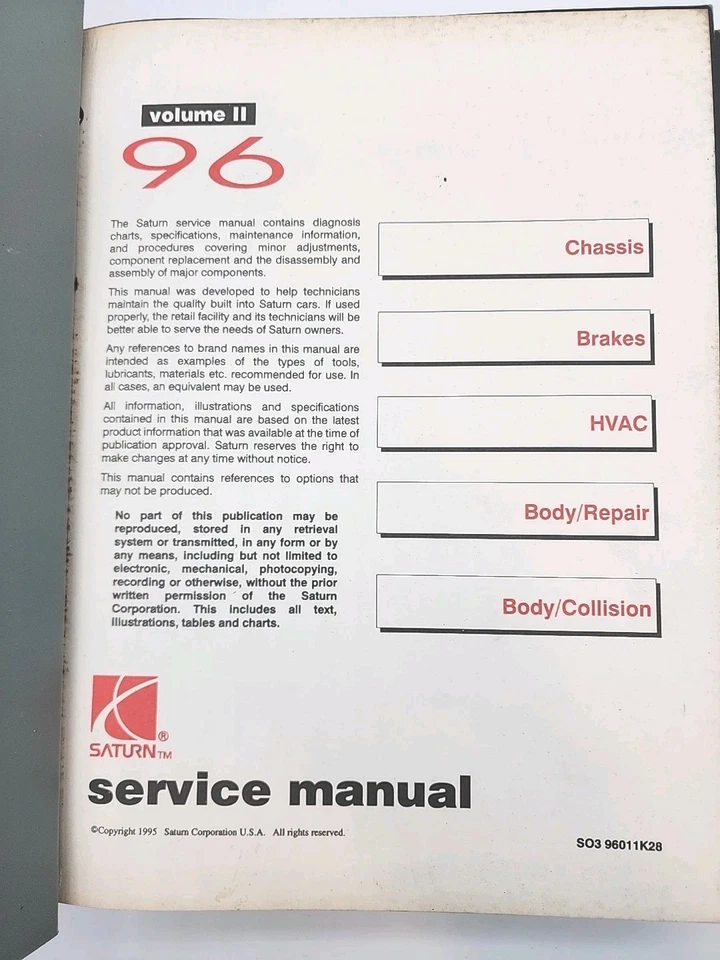 volume II
96
The Saturn service manual contains diagnosis
charts, specifications, maintenance information,
and procedures covering minor adjustments,
component replacement and the disassembly and
assembly of major components.
This manual was developed to help technicians
maintain the quality built into Saturn cars. If used
properly, the retail facility and its technicians will be
better able to serve the needs of Saturn owners.
Any references to brand names in this manual are
intended as examples of the types of tools,
lubricants, materials etc. recommended for use. In
all cases, an equivalent may be used.
All information, illustrations and specifications
contained in this manual are based on the latest
product information that was available at the time of
publication approval. Saturn reserves the right to
make changes at any time without notice.
This manual contains references to options that
may not be produced.
No part of this publication may be
reproduced, stored in any retrieval
system or transmitted, in any form or by
any means, including but not limited to
electronic, mechanical, photocopying,
recording or otherwise, without the prior
written permission of the Saturn
Corporation. This includes all text,
illustrations, tables and charts.
Chassis
Brakes
HVAC
Body/Repair
Body/Collision
®
SATURN™
service manual
©Copyright 1995 Saturn Corporation U.S.A. All rights reserved.
SO3 96011K28